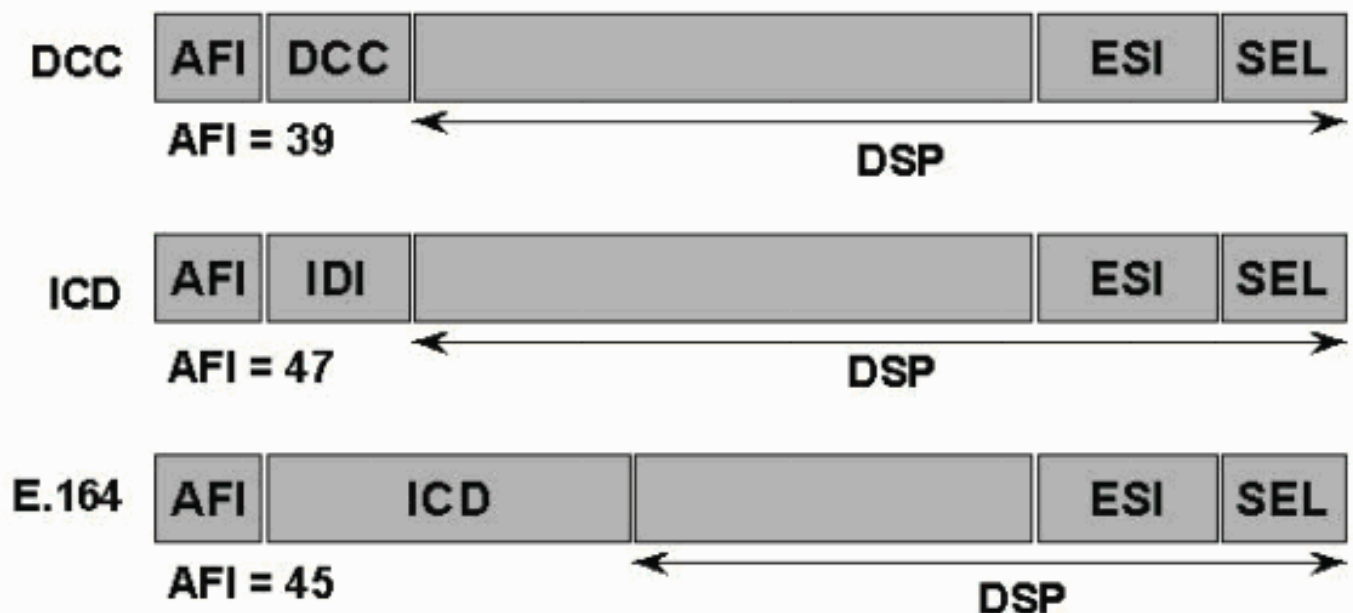 DCC AFI DCC ESI SEL
AFI = 39
DSP
ICD AFI IDI ESI SEL
AFI = 47
DSP
E.164 AFI ICD ESI SEL
AFI = 45
DSP